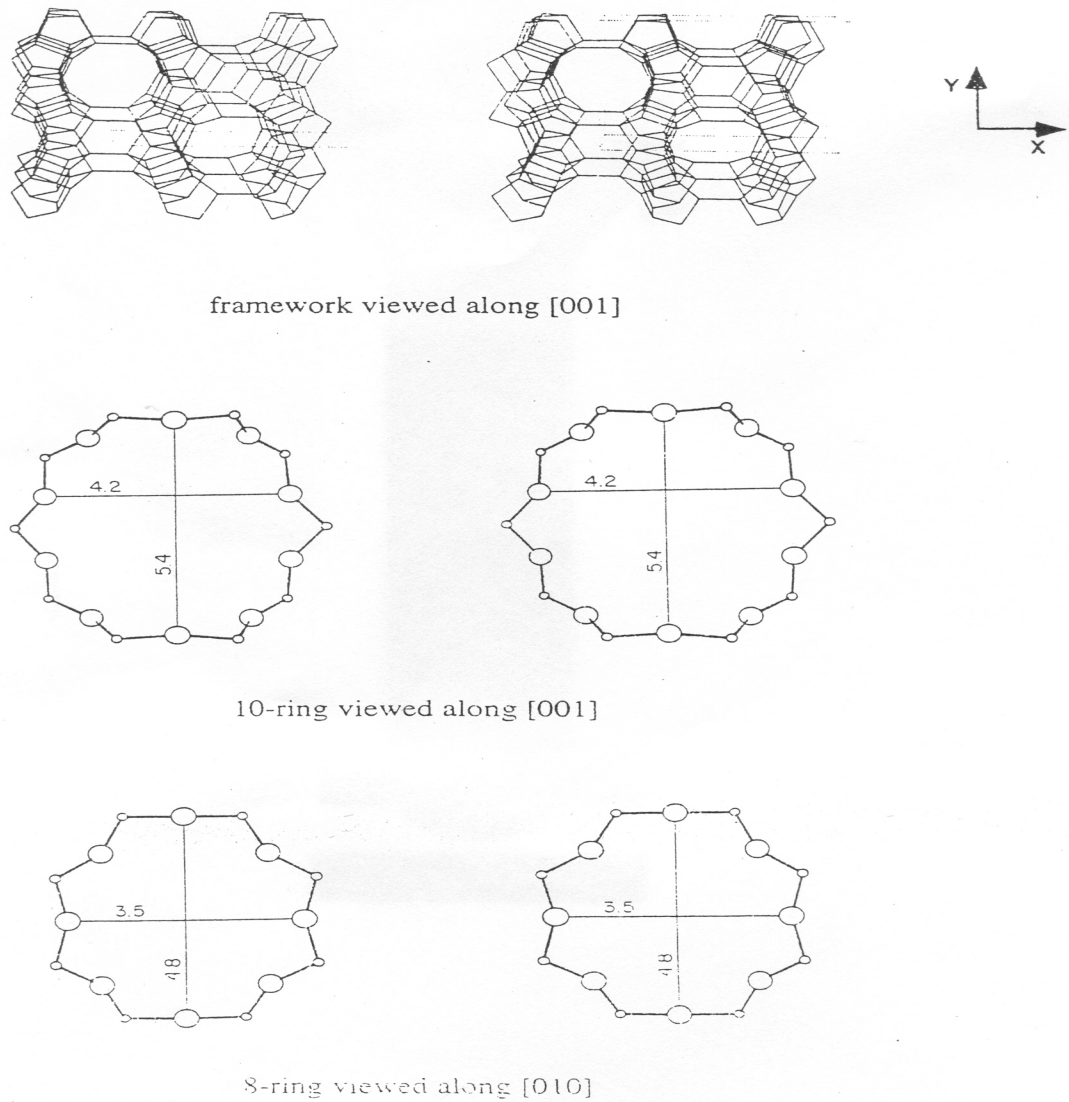 Y
X
framework viewed along [001]
4.2 4.2
54 54
10-ring viewed along [001]
3.5 3.5
48 48
8-ring viewed along [010]